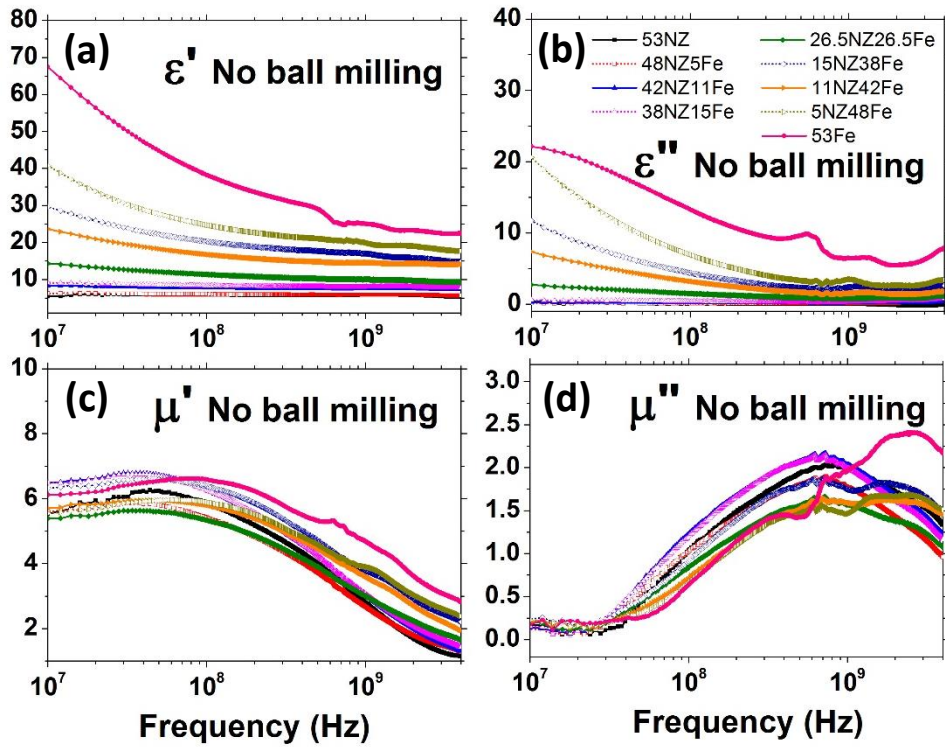 (a)
ε' No ball milling
80
70
60
50
40
30
20
10
10⁷
10⁸
10⁹
(b)
53NZ
48NZ5Fe
42NZ11Fe
38NZ15Fe
26.5NZ26.5Fe
15NZ38Fe
11NZ42Fe
5NZ48Fe
53Fe
ε" No ball milling
40
30
20
10
0
10⁷
10⁸
10⁹
(c)
μ' No ball milling
10
8
6
4
2
10⁷
10⁸
10⁹
Frequency (Hz)
(d)
μ" No ball milling
3.0
2.5
2.0
1.5
1.0
0.5
0.0
10⁷
10⁸
10⁹
Frequency (Hz)